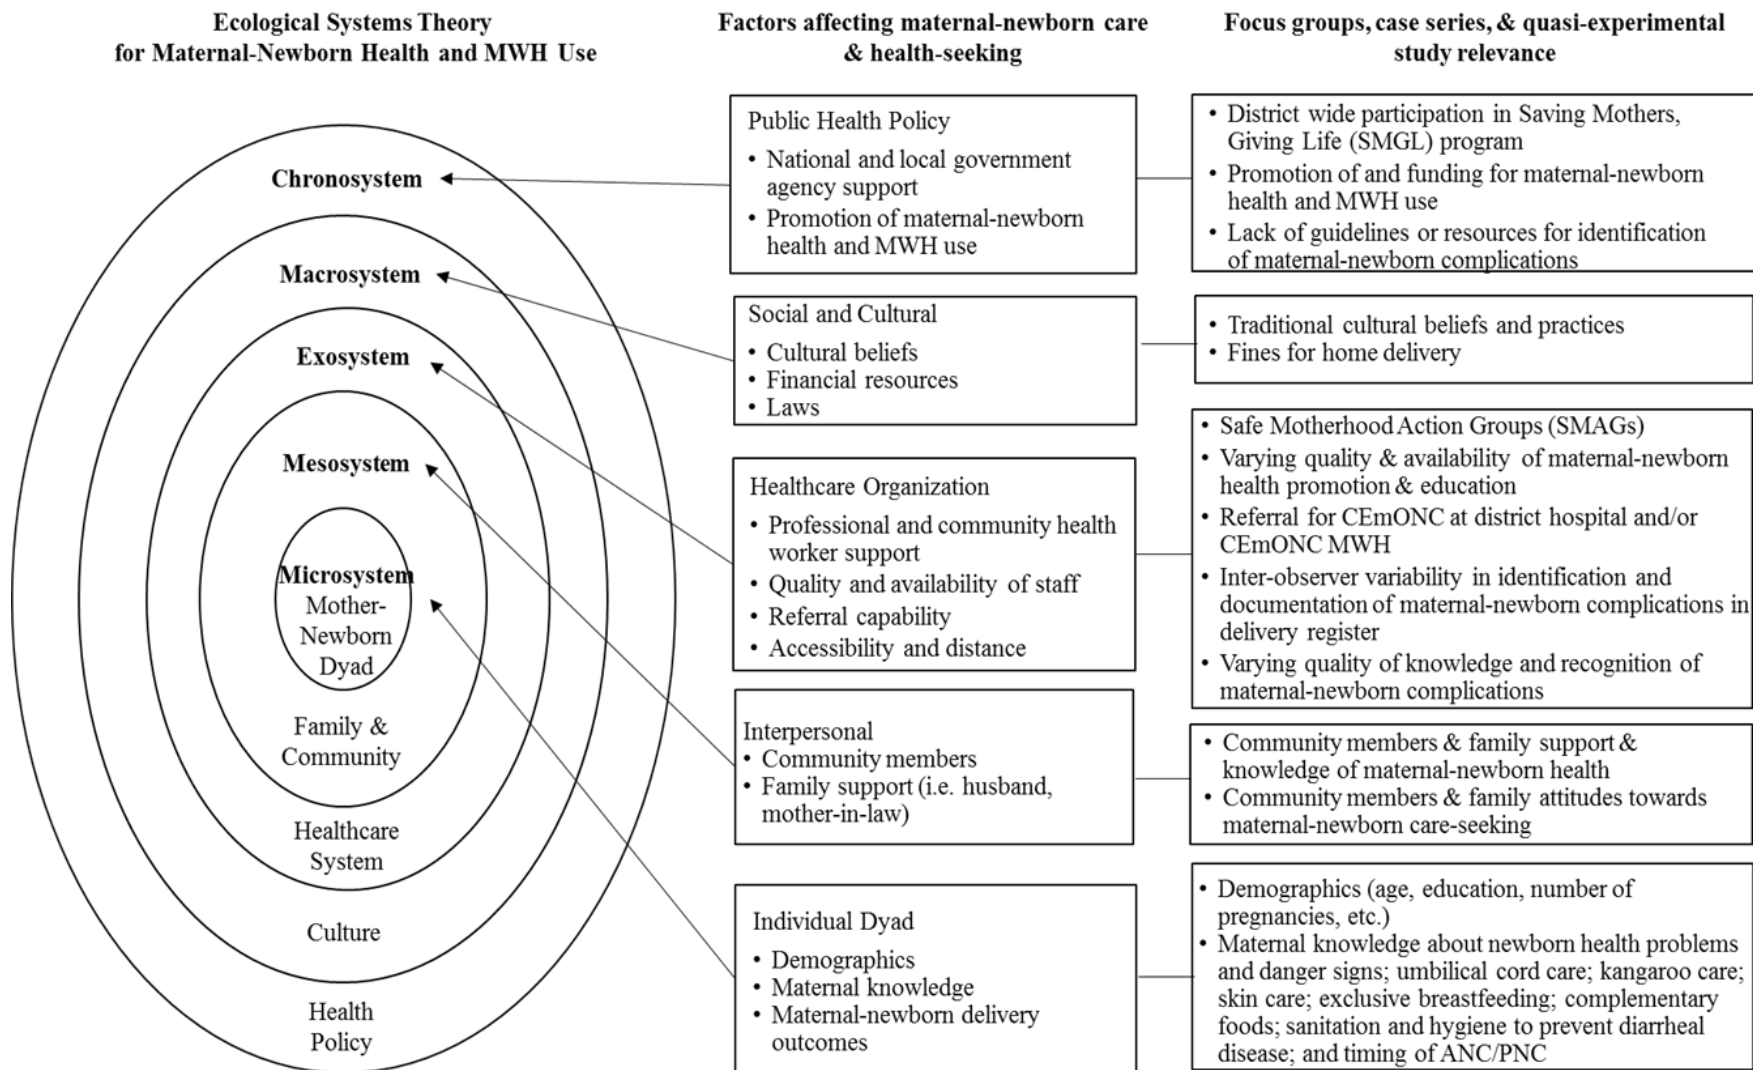 Ecological Systems Theory
for Maternal-Newborn Health and MWH Use
Factors affecting maternal-newborn care
& health-seeking
Focus groups, case series, & quasi-experimental
study relevance
Chronosystem
Macrosystem
Exosystem
Mesosystem
Microsystem
Mother-
Newborn
Dyad
Family &
Community
Healthcare
System
Culture
Health
Policy
Public Health Policy
• National and local government
agency support
• Promotion of maternal-newborn
health and MWH use
Social and Cultural
• Cultural beliefs
• Financial resources
• Laws
Healthcare Organization
• Professional and community health
worker support
• Quality and availability of staff
• Referral capability
• Accessibility and distance
Interpersonal
• Community members
• Family support (i.e. husband,
mother-in-law)
Individual Dyad
• Demographics
• Maternal knowledge
• Maternal-newborn delivery
outcomes
• District wide participation in Saving Mothers,
Giving Life (SMGL) program
• Promotion of and funding for maternal-newborn
health and MWH use
• Lack of guidelines or resources for identification
of maternal-newborn complications
• Traditional cultural beliefs and practices
• Fines for home delivery
• Safe Motherhood Action Groups (SMAGs)
• Varying quality & availability of maternal-newborn
health promotion & education
• Referral for CEmONC at district hospital and/or
CEmONC MWH
• Inter-observer variability in identification and
documentation of maternal-newborn complications in
delivery register
• Varying quality of knowledge and recognition of
maternal-newborn complications
• Community members & family support &
knowledge of maternal-newborn health
• Community members & family attitudes towards
maternal-newborn care-seeking
• Demographics (age, education, number of
pregnancies, etc.)
• Maternal knowledge about newborn health problems
and danger signs; umbilical cord care; kangaroo care;
skin care; exclusive breastfeeding; complementary
foods; sanitation and hygiene to prevent diarrheal
disease; and timing of ANC/PNC